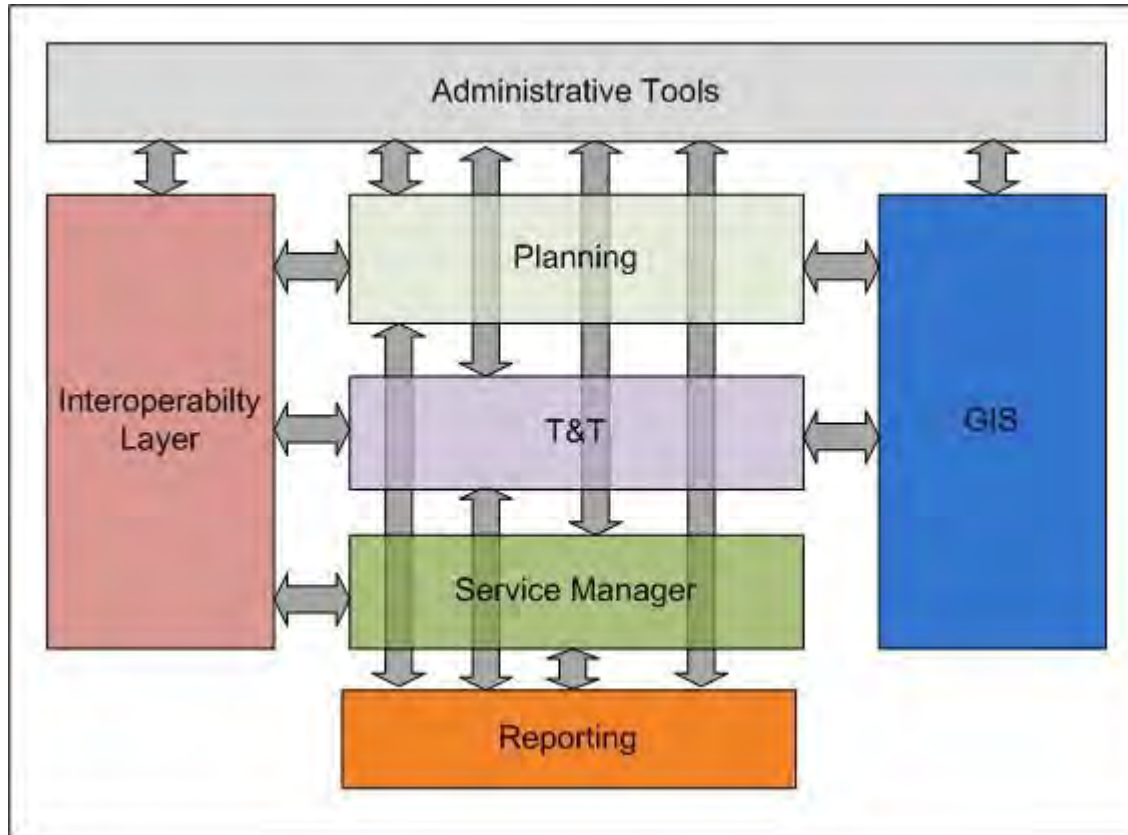 Administrative Tools
Planning
Interoperabilty
Layer
T&T
GIS
Service Manager
Reporting